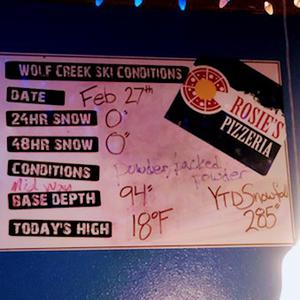 WOLF CREEK SKI CONDITIONS
DATE Feb 27th
24HR SNOW 0"
48HR SNOW 0"
CONDITIONS Powder, Packed Powder
Mid Way
BASE DEPTH 94"
YTD Snowfall 285"
TODAY'S HIGH 18°F
ROSIE'S
PIZZERIA